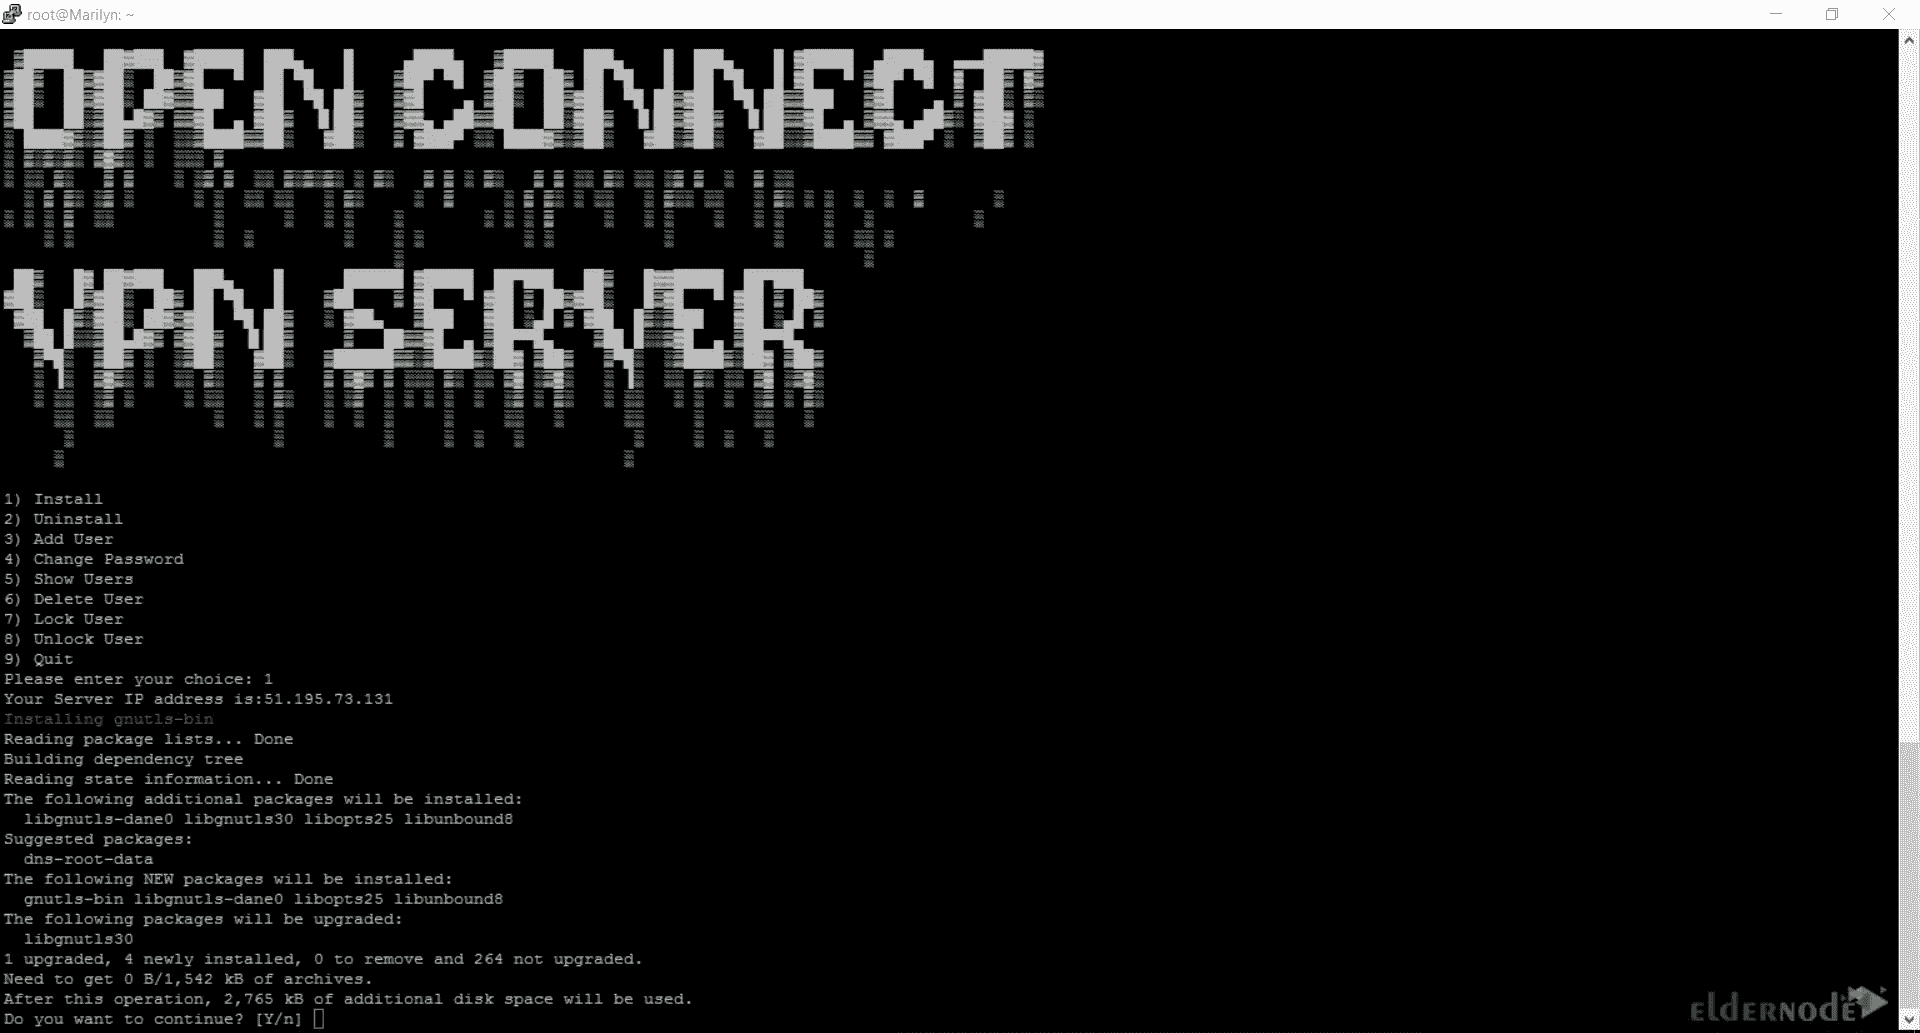 root@Marilyn: ~
OPEN CONNECT
VPN SERVER
1) Install
2) Uninstall
3) Add User
4) Change Password
5) Show Users
6) Delete User
7) Lock User
8) Unlock User
9) Quit
Please enter your choice: 1
Your Server IP address is:51.195.73.131
Installing gnutls-bin
Reading package lists... Done
Building dependency tree
Reading state information... Done
The following additional packages will be installed:
libgnutls-dane0 libgnutls30 libopts25 libunbound8
Suggested packages:
dns-root-data
The following NEW packages will be installed:
gnutls-bin libgnutls-dane0 libopts25 libunbound8
The following packages will be upgraded:
libgnutls30
1 upgraded, 4 newly installed, 0 to remove and 264 not upgraded.
Need to get 0 B/1,542 kB of archives.
After this operation, 2,765 kB of additional disk space will be used.
Do you want to continue? [Y/n]
elDERNODE